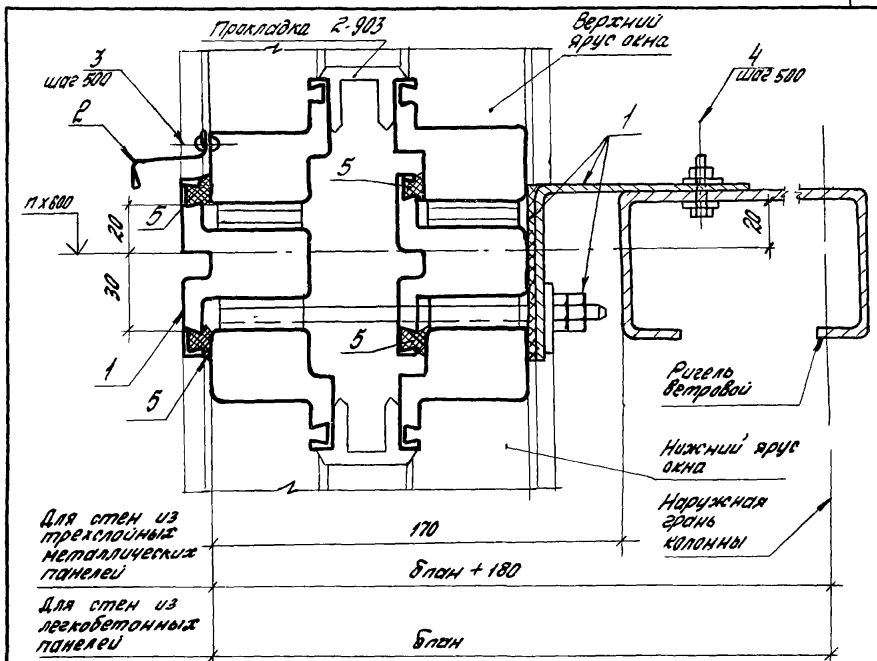 Прокладка 2-903
Верхний
ярус окна
3
шаг 500
2
4
шаг 500
1
5
5
n x 600
20
20
30
1
5
5
Ригель
ветровой
Нижний ярус
окна
Наружная
грань
колонны
Для стен из
трехслойных
металлических
панелей
170
δпан + 180
Для стен из
легкобетонных
панелей
δпан